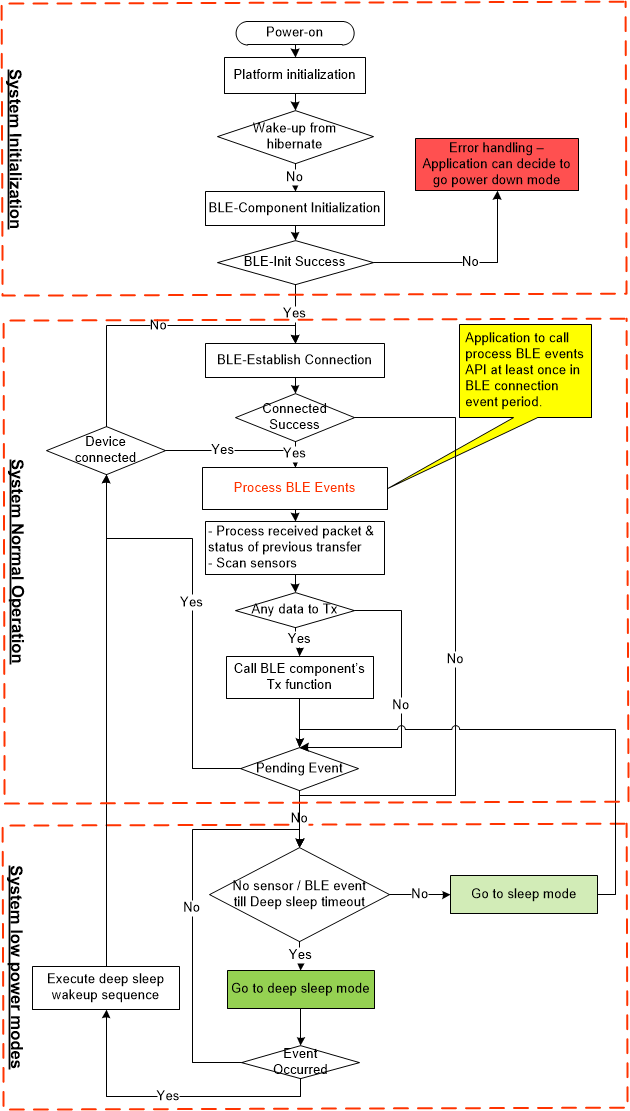 System Initialization
Power-on
Platform initialization
Wake-up from
hibernate
No
BLE-Component Initialization
Error handling –
Application can decide to
go power down mode
BLE-Init Success
No
Yes
System Normal Operation
No
BLE-Establish Connection
Application to call
process BLE events
API at least once in
BLE connection
event period.
Connected
Success
Device
connected
Yes
Yes
Process BLE Events
- Process received packet &
status of previous transfer
- Scan sensors
Yes
Any data to Tx
Yes
No
Call BLE component's
Tx function
No
Pending Event
No
System low power modes
No sensor / BLE event
till Deep sleep timeout
No
Go to sleep mode
No
Yes
Execute deep sleep
wakeup sequence
Go to deep sleep mode
Event
Occurred
Yes